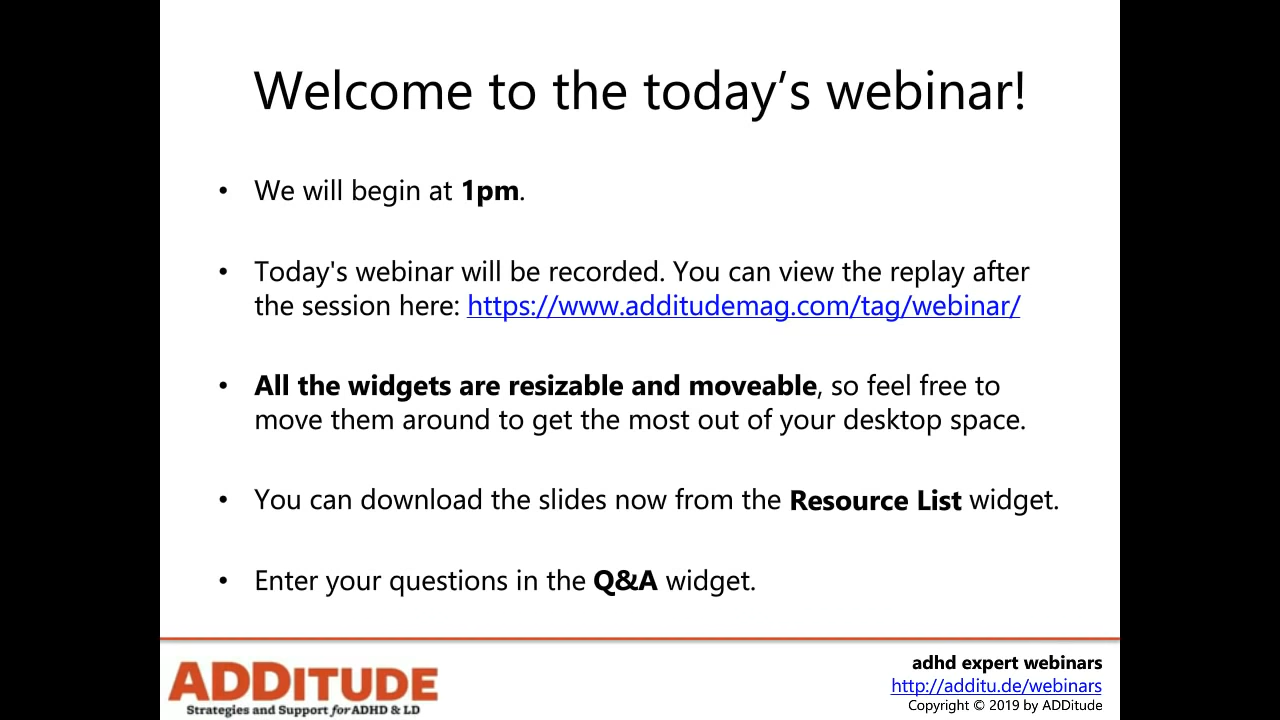 Welcome to the today’s webinar!
• We will begin at 1pm.
• Today's webinar will be recorded. You can view the replay after
the session here: https://www.additudemag.com/tag/webinar/
• All the widgets are resizable and moveable, so feel free to
move them around to get the most out of your desktop space.
• You can download the slides now from the Resource List widget.
• Enter your questions in the Q&A widget.
ADDITUDE
Strategies and Support for ADHD & LD
adhd expert webinars
http://additu.de/webinars
Copyright © 2019 by ADDitude